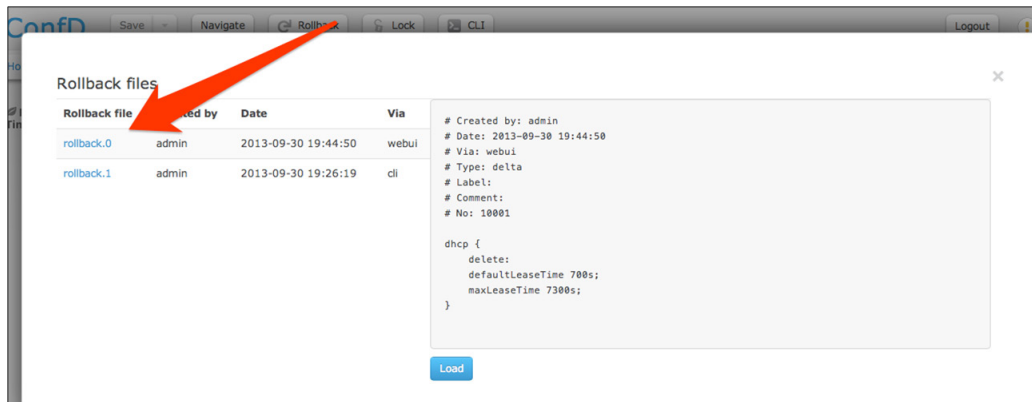 ConfD Save Navigate Rollback Lock CLI Logout
Rollback files ×
Rollback file Date Via
rollback.0 admin 2013-09-30 19:44:50 webui
rollback.1 admin 2013-09-30 19:26:19 cli
# Created by: admin
# Date: 2013-09-30 19:44:50
# Via: webui
# Type: delta
# Label:
# Comment:
# No: 10001
dhcp {
delete:
defaultLeaseTime 700s;
maxLeaseTime 7300s;
}
Load